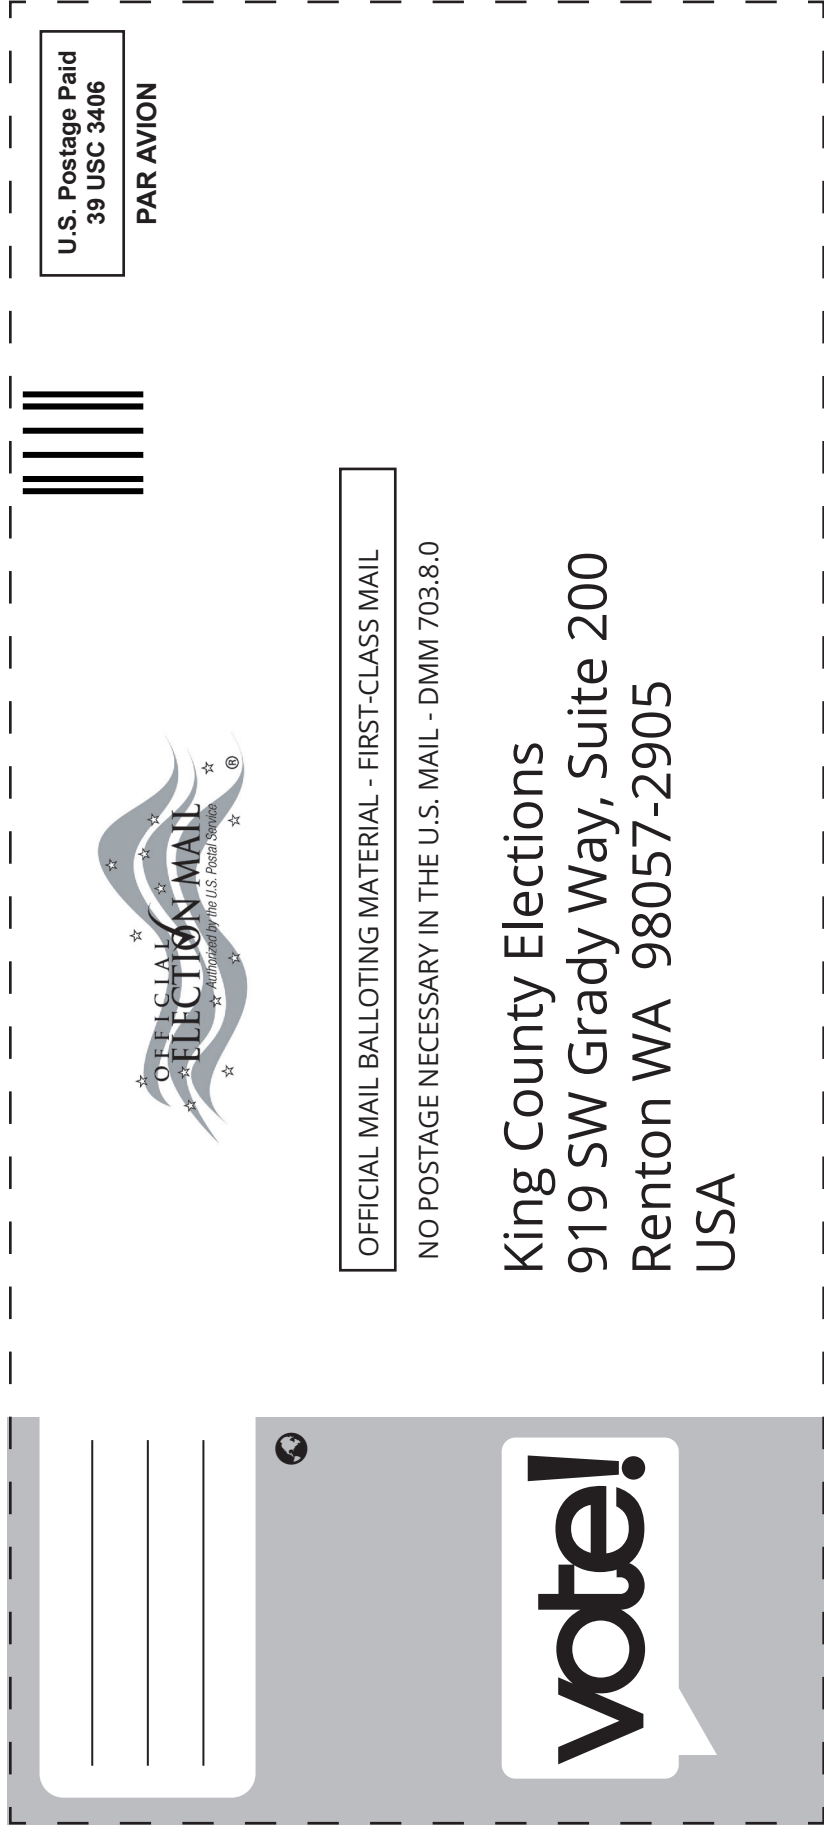 U.S. Postage Paid
39 USC 3406
PAR AVION
OFFICIAL
ELECTION MAIL
Authorized by the U.S. Postal Service
®
OFFICIAL MAIL BALLOTING MATERIAL - FIRST-CLASS MAIL
NO POSTAGE NECESSARY IN THE U.S. MAIL - DMM 703.8.0
King County Elections
919 SW Grady Way, Suite 200
Renton WA 98057-2905
USA
vote!